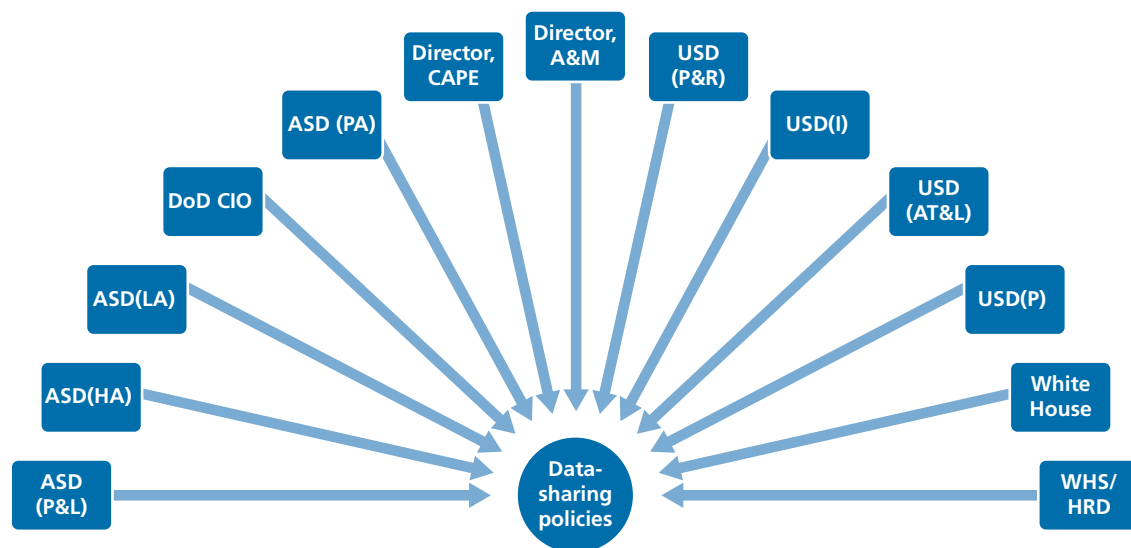 Director,
A&M
Director,
CAPE
USD
(P&R)
ASD (PA)
USD(I)
DoD CIO
USD
(AT&L)
ASD(LA)
USD(P)
ASD(HA)
White
House
ASD
(P&L)
Data-
sharing
policies
WHS/
HRD